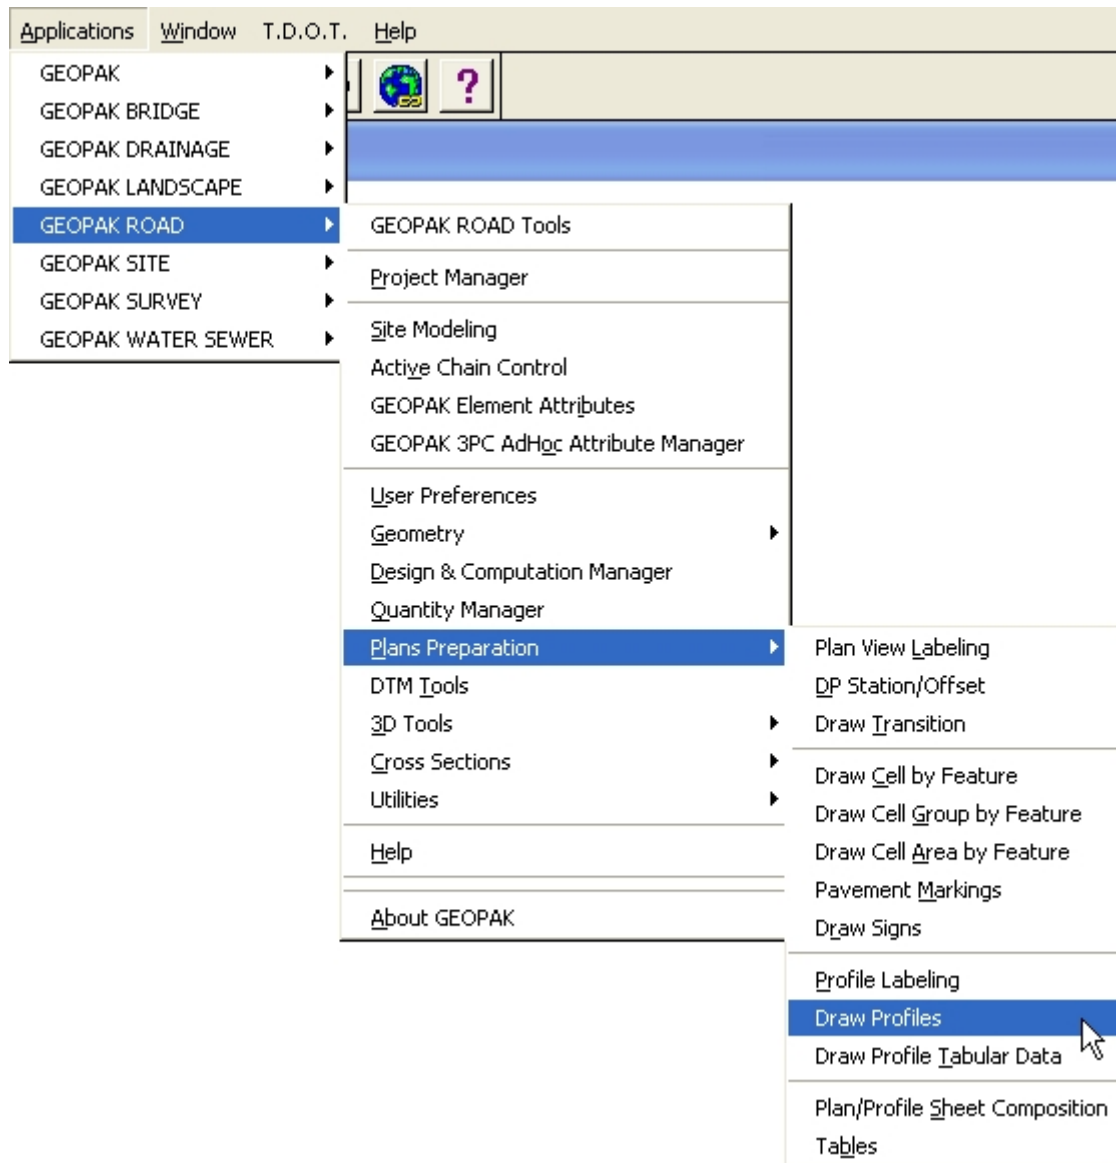 Applications Window T.D.O.T. Help
GEOPAK
GEOPAK BRIDGE
GEOPAK DRAINAGE
GEOPAK LANDSCAPE
GEOPAK ROAD
GEOPAK SITE
GEOPAK SURVEY
GEOPAK WATER SEWER
?
GEOPAK ROAD Tools
Project Manager
Site Modeling
Active Chain Control
GEOPAK Element Attributes
GEOPAK 3PC AdHoc Attribute Manager
User Preferences
Geometry
Design & Computation Manager
Quantity Manager
Plans Preparation
DTM Tools
3D Tools
Cross Sections
Utilities
Help
About GEOPAK
Plan View Labeling
DP Station/Offset
Draw Transition
Draw Cell by Feature
Draw Cell Group by Feature
Draw Cell Area by Feature
Pavement Markings
Draw Signs
Profile Labeling
Draw Profiles
Draw Profile Tabular Data
Plan/Profile Sheet Composition
Tables